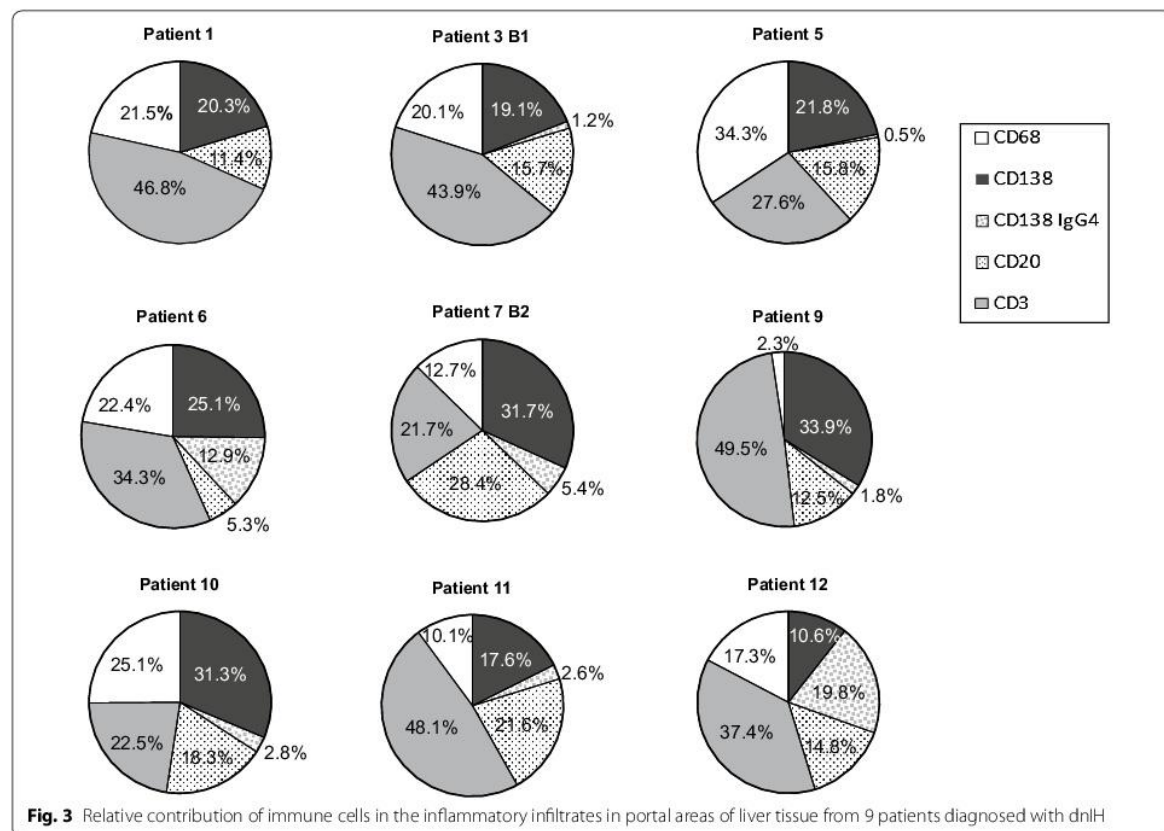 Patient 1
21.5%
20.3%
11.4%
46.8%
Patient 3 B1
20.1%
19.1%
1.2%
15.7%
43.9%
Patient 5
34.3%
21.8%
0.5%
15.8%
27.6%
CD68
CD138
CD138 IgG4
CD20
CD3
Patient 6
22.4%
25.1%
12.9%
34.3%
5.3%
Patient 7 B2
12.7%
31.7%
21.7%
28.4%
5.4%
Patient 9
2.3%
33.9%
49.5%
12.5%
1.8%
Patient 10
25.1%
31.3%
22.5%
18.3%
2.8%
Patient 11
10.1%
17.6%
2.6%
48.1%
21.6%
Patient 12
17.3%
10.6%
19.8%
37.4%
14.8%
Fig. 3 Relative contribution of immune cells in the inflammatory infiltrates in portal areas of liver tissue from 9 patients diagnosed with dnIH